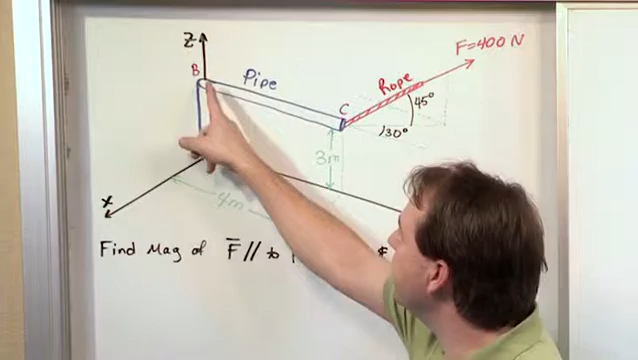 Z
F=400 N
B
Pipe
Rope
C
45°
30°
3m
X
4m
Find Mag of F̄ // to